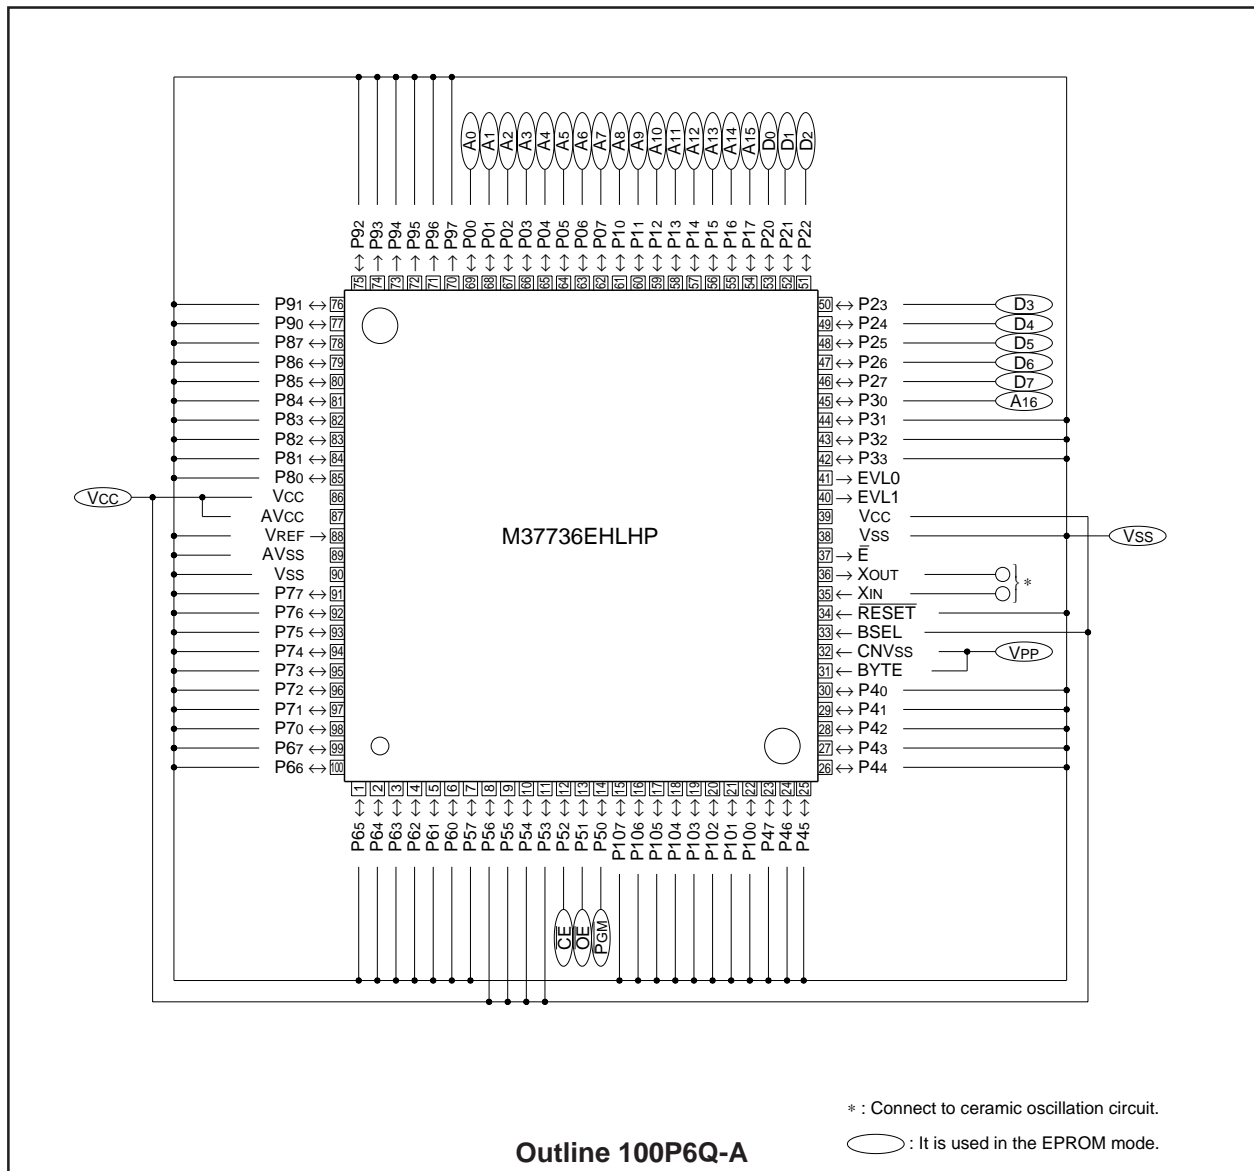 A0 A1 A2 A3 A4 A5 A6 A7 A8 A9 A10 A11 A12 A13 A14 A15 D0 D1 D2
↔ P92 → P93 → P94 → P95 → P96 → P97 ↔ P00 ↔ P01 ↔ P02 ↔ P03 ↔ P04 ↔ P05 ↔ P06 ↔ P07 ↔ P10 ↔ P11 ↔ P12 ↔ P13 ↔ P14 ↔ P15 ↔ P16 ↔ P17 ↔ P20 ↔ P21 ↔ P22
75 74 73 72 71 70 69 68 67 66 65 64 63 62 61 60 59 58 57 56 55 54 53 52 51
P91 ↔ 76
P90 ↔ 77
P87 ↔ 78
P86 ↔ 79
P85 ↔ 80
P84 ↔ 81
P83 ↔ 82
P82 ↔ 83
P81 ↔ 84
P80 ↔ 85
VCC VCC 86
AVCC 87
VREF → 88
AVSS 89
VSS 90
P77 ↔ 91
P76 ↔ 92
P75 ↔ 93
P74 ↔ 94
P73 ↔ 95
P72 ↔ 96
P71 ↔ 97
P70 ↔ 98
P67 ↔ 99
P66 ↔ 100
M37736EHLHP
50 ↔ P23 D3
49 ↔ P24 D4
48 ↔ P25 D5
47 ↔ P26 D6
46 ↔ P27 D7
45 ↔ P30 A16
44 ↔ P31
43 ↔ P32
42 ↔ P33
41 → EVL0
40 → EVL1
39 VCC
38 VSS VSS
37 → E̅
36 → XOUT
35 ← XIN *
34 ← R̅E̅S̅E̅T̅
33 ← BSEL
32 ← CNVSS VPP
31 ← BYTE
30 ↔ P40
29 ↔ P41
28 ↔ P42
27 ↔ P43
26 ↔ P44
1 2 3 4 5 6 7 8 9 10 11 12 13 14 15 16 17 18 19 20 21 22 23 24 25
P65 ↔ P64 ↔ P63 ↔ P62 ↔ P61 ↔ P60 ↔ P57 ↔ P56 ↔ P55 ↔ P54 ↔ P53 ↔ P52 ↔ P51 ↔ P50 ↔ P107 ↔ P106 ↔ P105 ↔ P104 ↔ P103 ↔ P102 ↔ P101 ↔ P100 ↔ P47 ↔ P46 ↔ P45 ↔
C̅E̅ O̅E̅ P̅G̅M̅
* : Connect to ceramic oscillation circuit.
: It is used in the EPROM mode.
Outline 100P6Q-A